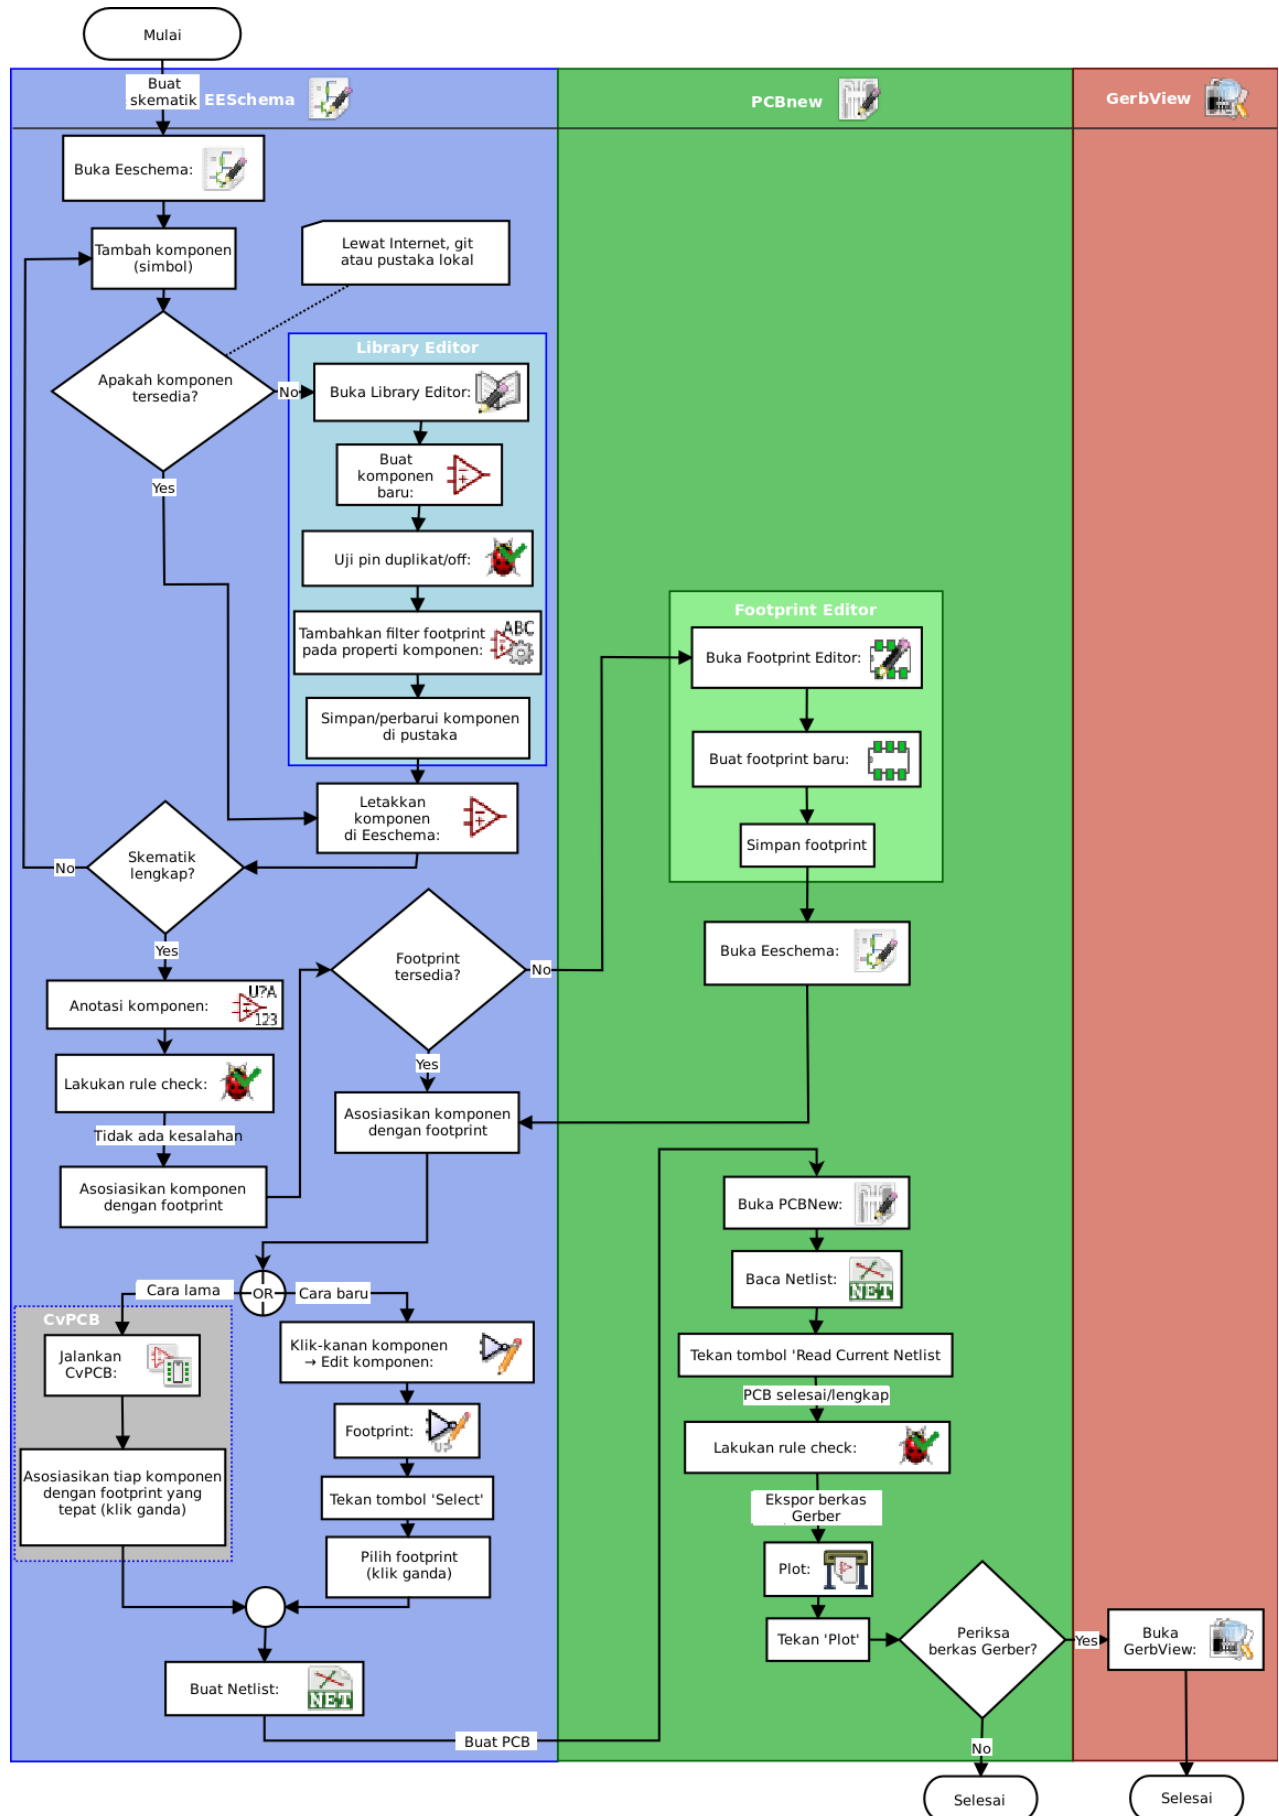 Mulai
Buat
skematik
EESchema
PCBnew
GerbView
Buka Eeschema:
Tambah komponen
(simbol)
Lewat Internet, git
atau pustaka lokal
Apakah komponen
tersedia?
No
Yes
Library Editor
Buka Library Editor:
Buat
komponen
baru:
Uji pin duplikat/off:
Tambahkan filter footprint
pada properti komponen:
ABC
Simpan/perbarui komponen
di pustaka
Letakkan
komponen
di Eeschema:
Skematik
lengkap?
No
Yes
Anotasi komponen:
U?A
123
Lakukan rule check:
Tidak ada kesalahan
Asosiasikan komponen
dengan footprint
Footprint
tersedia?
No
Yes
Footprint Editor
Buka Footprint Editor:
Buat footprint baru:
Simpan footprint
Buka Eeschema:
Asosiasikan komponen
dengan footprint
OR
Cara lama
Cara baru
CvPCB
Jalankan
CvPCB:
Asosiasikan tiap komponen
dengan footprint yang
tepat (klik ganda)
Klik-kanan komponen
→ Edit komponen:
Footprint:
Tekan tombol 'Select'
Pilih footprint
(klik ganda)
Buat Netlist:
NET
Buat PCB
Buka PCBNew:
Baca Netlist:
NET
Tekan tombol 'Read Current Netlist
PCB selesai/lengkap
Lakukan rule check:
Ekspor berkas
Gerber
Plot:
Tekan 'Plot'
Periksa
berkas Gerber?
Yes
No
Buka
GerbView:
Selesai
Selesai